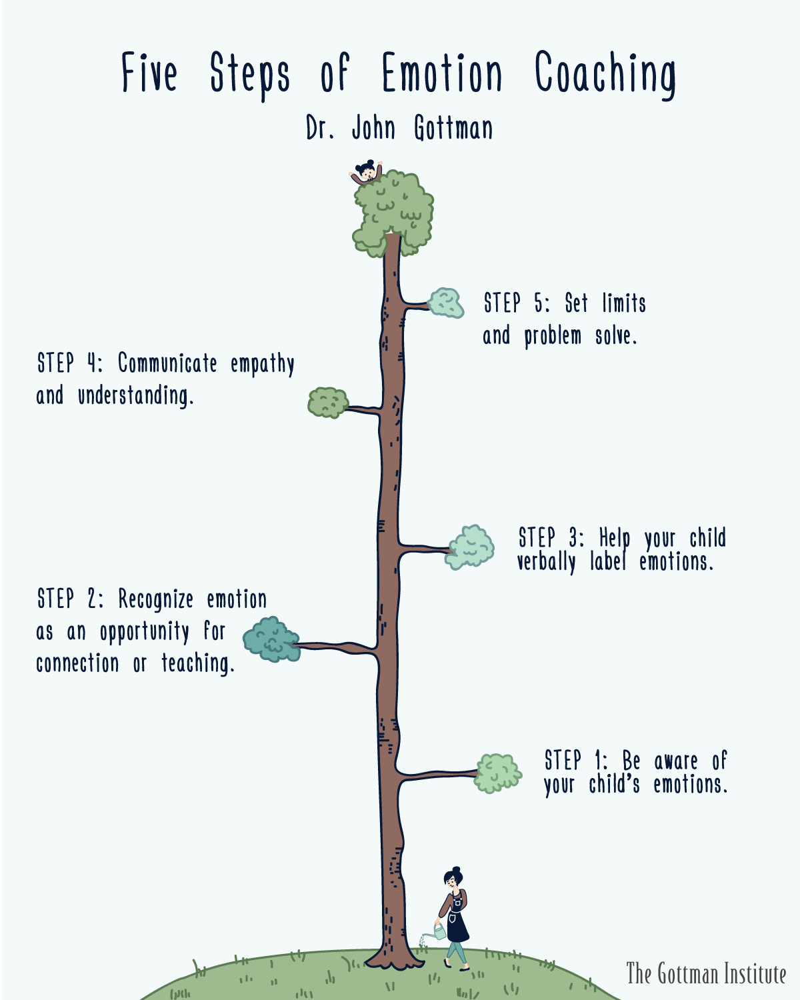 Five Steps of Emotion Coaching
Dr. John Gottman
STEP 5: Set limits
and problem solve.
STEP 4: Communicate empathy
and understanding.
STEP 3: Help your child
verbally label emotions.
STEP 2: Recognize emotion
as an opportunity for
connection or teaching.
STEP 1: Be aware of
your child's emotions.
The Gottman Institute